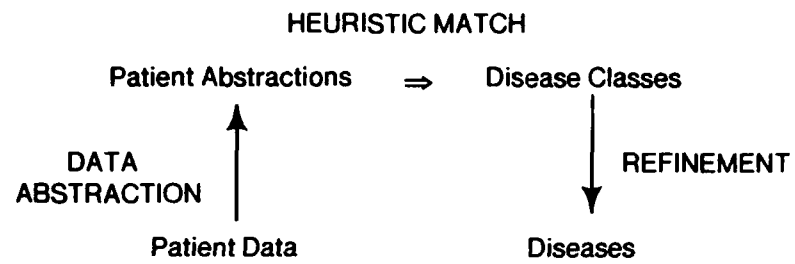 HEURISTIC MATCH
Patient Abstractions ⇒ Disease Classes
DATA
ABSTRACTION
REFINEMENT
Patient Data
Diseases